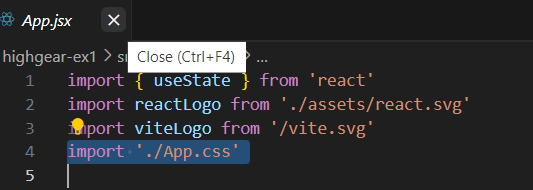 App.jsx
Close (Ctrl+F4)
highgear-ex1 > ...
1 import { useState } from 'react'
2 import reactLogo from './assets/react.svg'
3 import viteLogo from '/vite.svg'
4 import './App.css'
5